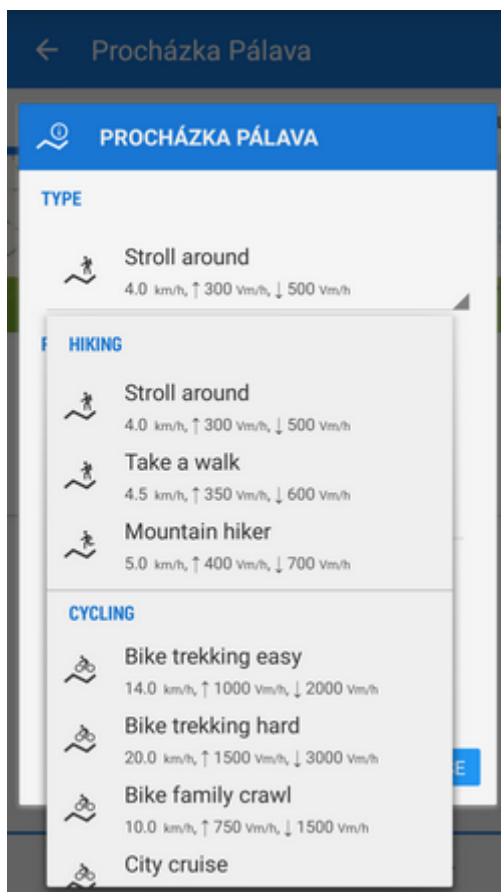 ← Procházka Pálava
PROCHÁZKA PÁLAVA
TYPE
Stroll around
4.0 km/h, ↑ 300 Vm/h, ↓ 500 Vm/h
HIKING
Stroll around
4.0 km/h, ↑ 300 Vm/h, ↓ 500 Vm/h
Take a walk
4.5 km/h, ↑ 350 Vm/h, ↓ 600 Vm/h
Mountain hiker
5.0 km/h, ↑ 400 Vm/h, ↓ 700 Vm/h
CYCLING
Bike trekking easy
14.0 km/h, ↑ 1000 Vm/h, ↓ 2000 Vm/h
Bike trekking hard
20.0 km/h, ↑ 1500 Vm/h, ↓ 3000 Vm/h
Bike family crawl
10.0 km/h, ↑ 750 Vm/h, ↓ 1500 Vm/h
City cruise